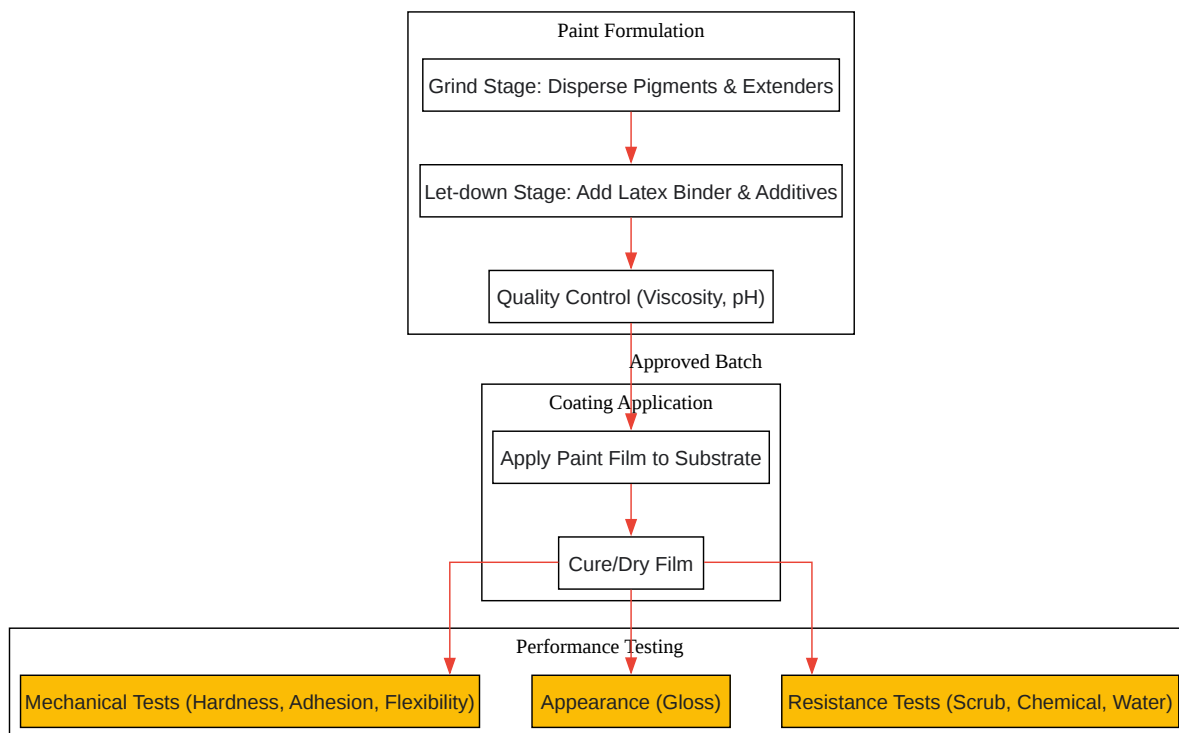 Paint Formulation
Grind Stage: Disperse Pigments & Extenders
Let-down Stage: Add Latex Binder & Additives
Quality Control (Viscosity, pH)
Approved Batch
Coating Application
Apply Paint Film to Substrate
Cure/Dry Film
Performance Testing
Mechanical Tests (Hardness, Adhesion, Flexibility)
Appearance (Gloss)
Resistance Tests (Scrub, Chemical, Water)